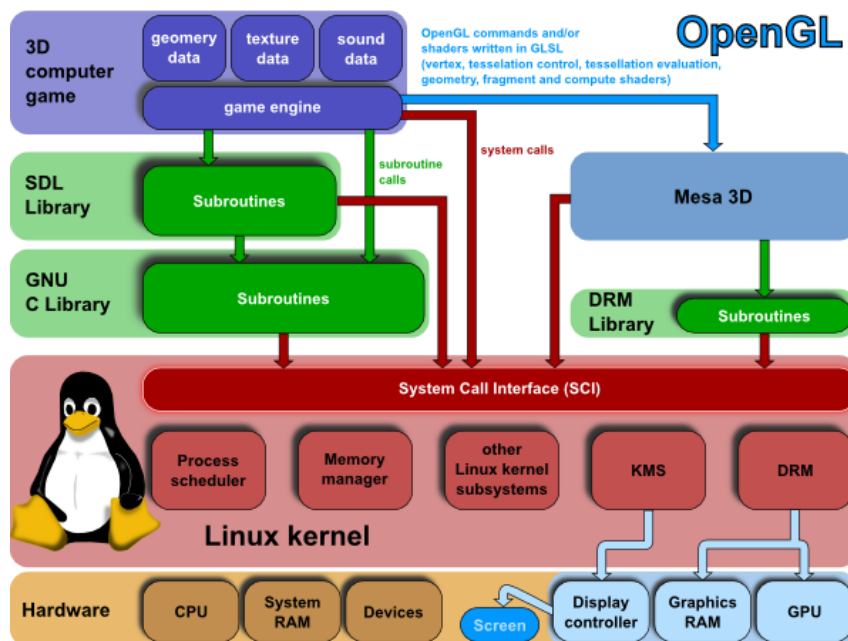 OpenGL
3D
computer
game
geomery
data
texture
data
sound
data
game engine
OpenGL commands and/or
shaders written in GLSL
(vertex, tesselation control, tessellation evaluation,
geometry, fragment and compute shaders)
subroutine
calls
system calls
SDL
Library
Subroutines
Mesa 3D
GNU
C Library
Subroutines
DRM
Library
Subroutines
System Call Interface (SCI)
Process
scheduler
Memory
manager
other
Linux kernel
subsystems
KMS
DRM
Linux kernel
Hardware
CPU
System
RAM
Devices
Screen
Display
controller
Graphics
RAM
GPU